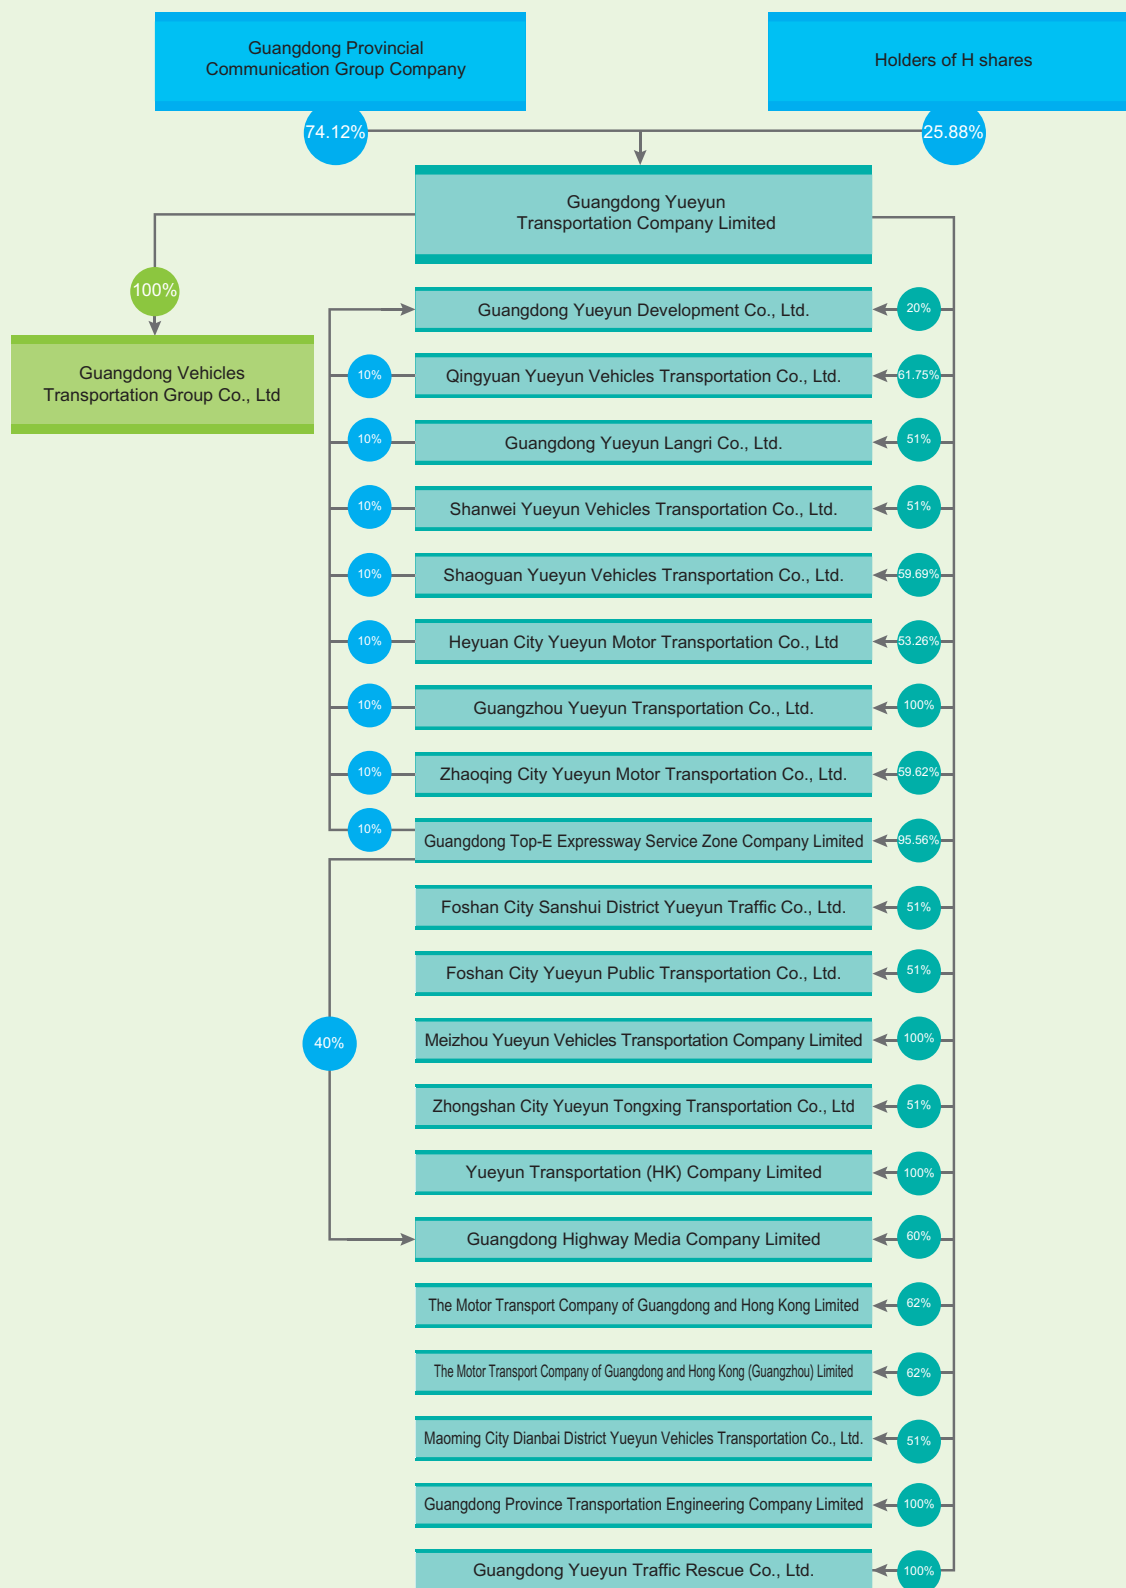 Guangdong Provincial
Communication Group Company
Holders of H shares
74.12%
25.88%
Guangdong Yueyun
Transportation Company Limited
100%
Guangdong Vehicles
Transportation Group Co., Ltd
Guangdong Yueyun Development Co., Ltd.
20%
10%
Qingyuan Yueyun Vehicles Transportation Co., Ltd.
61.75%
10%
Guangdong Yueyun Langri Co., Ltd.
51%
10%
Shanwei Yueyun Vehicles Transportation Co., Ltd.
51%
10%
Shaoguan Yueyun Vehicles Transportation Co., Ltd.
59.69%
10%
Heyuan City Yueyun Motor Transportation Co., Ltd
53.26%
10%
Guangzhou Yueyun Transportation Co., Ltd.
100%
10%
Zhaoqing City Yueyun Motor Transportation Co., Ltd.
59.62%
10%
Guangdong Top-E Expressway Service Zone Company Limited
95.56%
Foshan City Sanshui District Yueyun Traffic Co., Ltd.
51%
Foshan City Yueyun Public Transportation Co., Ltd.
51%
40%
Meizhou Yueyun Vehicles Transportation Company Limited
100%
Zhongshan City Yueyun Tongxing Transportation Co., Ltd
51%
Yueyun Transportation (HK) Company Limited
100%
Guangdong Highway Media Company Limited
60%
The Motor Transport Company of Guangdong and Hong Kong Limited
62%
The Motor Transport Company of Guangdong and Hong Kong (Guangzhou) Limited
62%
Maoming City Dianbai District Yueyun Vehicles Transportation Co., Ltd.
51%
Guangdong Province Transportation Engineering Company Limited
100%
Guangdong Yueyun Traffic Rescue Co., Ltd.
100%